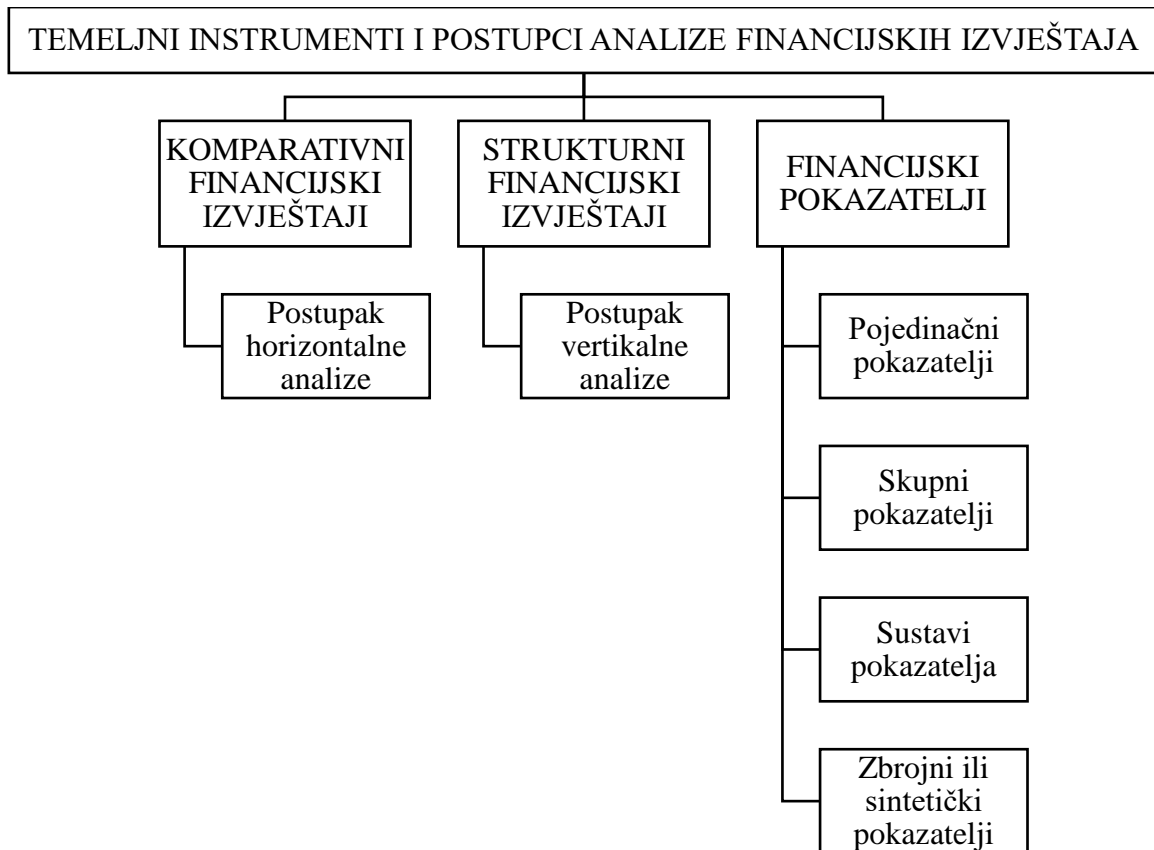 TEMELJNI INSTRUMENTI I POSTUPCI ANALIZE FINANCIJSKIH IZVJEŠTAJA
KOMPARATIVNI
FINANCIJSKI
IZVJEŠTAJI
STRUKTURNI
FINANCIJSKI
IZVJEŠTAJI
FINANCIJSKI
POKAZATELJI
Postupak
horizontalne
analize
Postupak
vertikalne
analize
Pojedinačni
pokazatelji
Skupni
pokazatelji
Sustavi
pokazatelja
Zbrojni ili
sintetički
pokazatelji